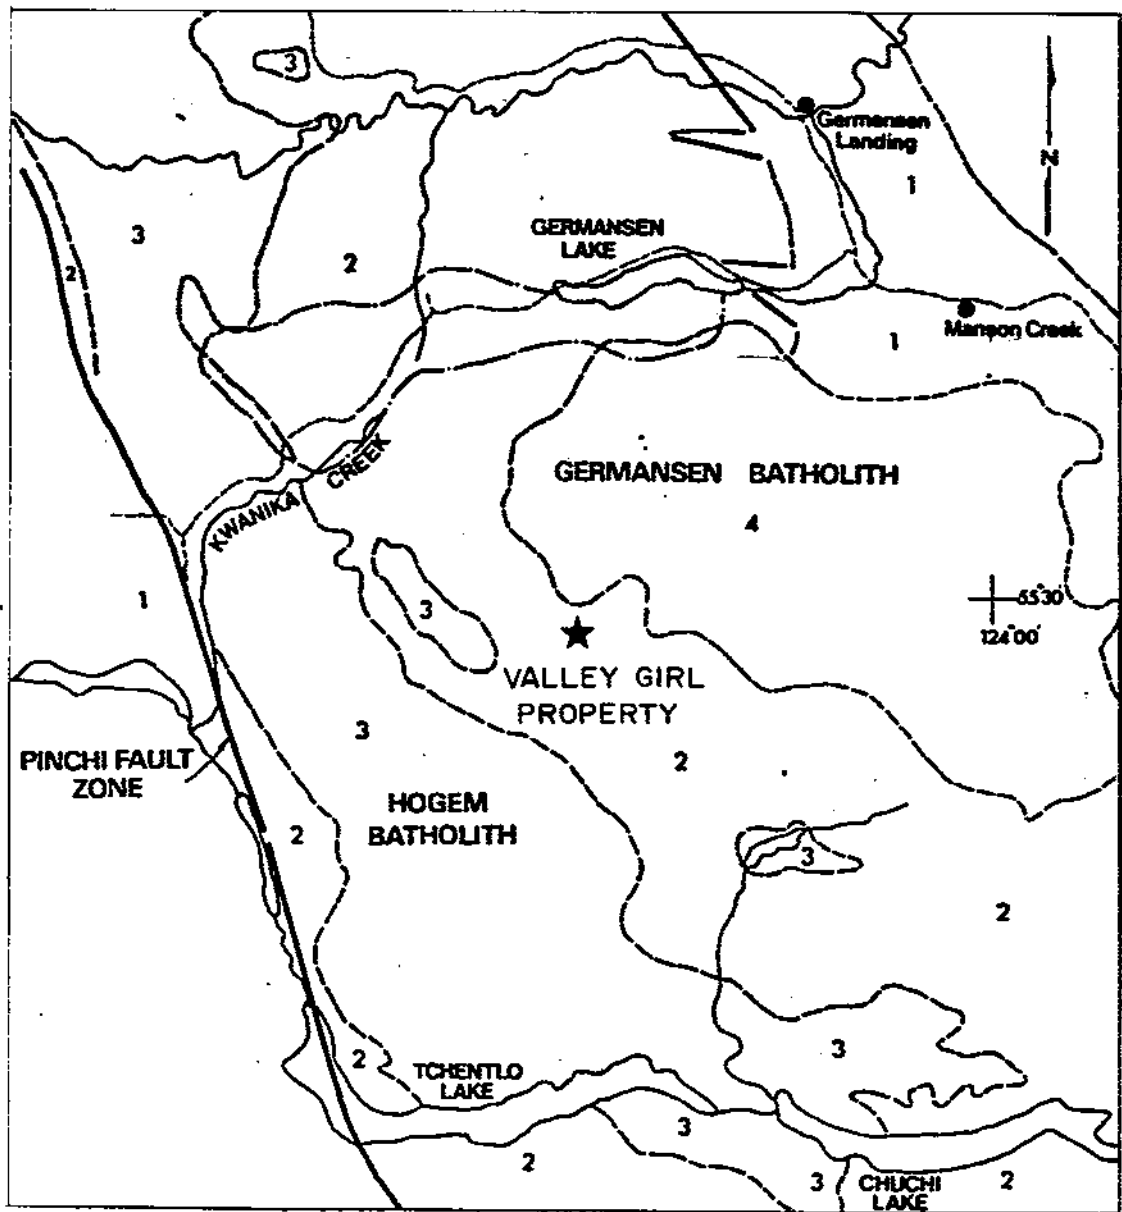 3
Germansen
Landing
N
1
3
GERMANSEN
LAKE
2
2
Manson Creek
1
KWANIKA CREEK
GERMANSEN BATHOLITH
4
1
3
55°30'
124°00'
VALLEY GIRL
PROPERTY
3
2
PINCHI FAULT
ZONE
HOGEM
BATHOLITH
2
3
2
3
2
TCHENTLO
LAKE
3
2
3
CHUCHI
LAKE
2